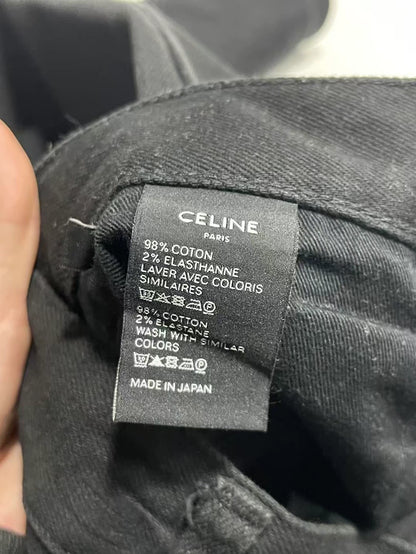 CELINE
PARIS
98% COTON
2% ELASTHANNE
LAVER AVEC COLORIS
SIMILAIRES
98% COTTON
2% ELASTANE
WASH WITH SIMILAR
COLORS
MADE IN JAPAN